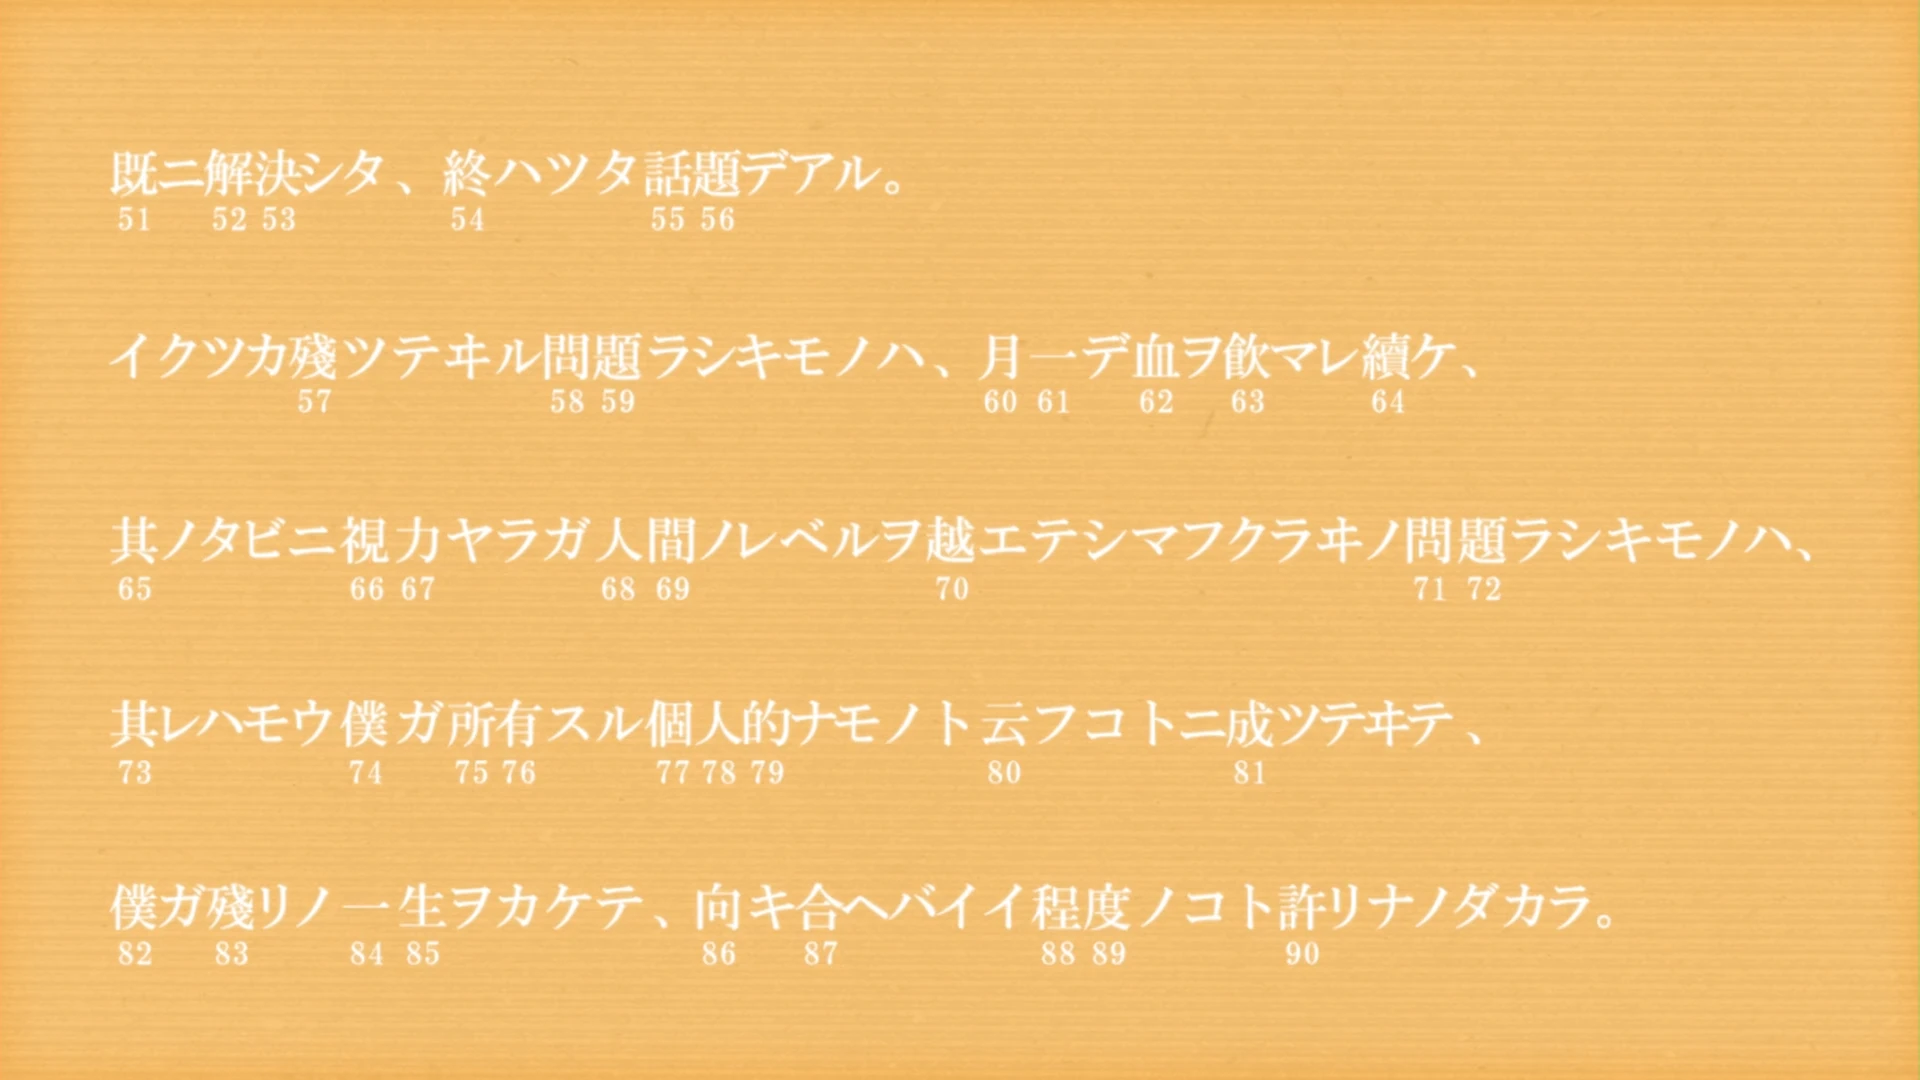 既ニ解決シタ、終ハツタ話題デアル。
51 52 53 54 55 56
イクツカ殘ツテヰル問題ラシキモノハ、月一デ血ヲ飮マレ續ケ、
57 58 59 60 61 62 63 64
其ノタビニ視力ヤラガ人間ノレベルヲ越エテシマフクラヰノ問題ラシキモノハ、
65 66 67 68 69 70 71 72
其レハモウ僕ガ所有スル個人的ナモノト云フコトニ成ツテヰテ、
73 74 75 76 77 78 79 80 81
僕ガ殘リノ一生ヲカケテ、向キ合ヘバイイ程度ノコト許リナノダカラ。
82 83 84 85 86 87 88 89 90